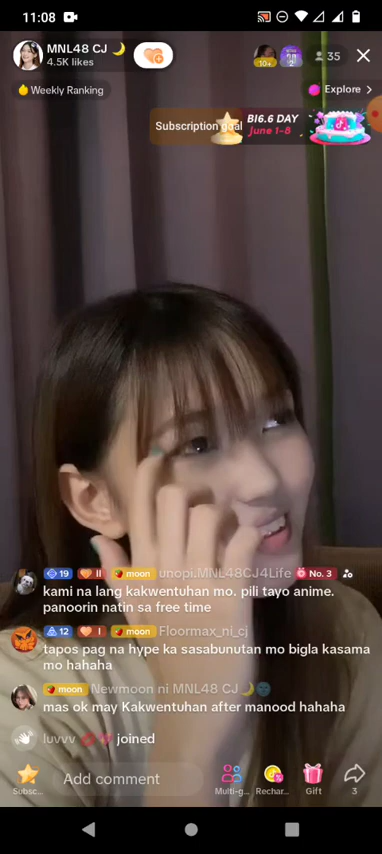 11:08
MNL48 CJ 🌙
4.5K likes
10+
35
Weekly Ranking
Explore >
Subscription goal
BI6.6 DAY
June 1-8
19 II moon unopi.MNL48CJ4Life No. 3
kami na lang kakwentuhan mo. pili tayo anime.
panoorin natin sa free time
12 I moon Floormax_ni_cj
tapos pag na hype ka sasabunutan mo bigla kasama
mo hahaha
moon Newmoon ni MNL48 CJ 🌙🌚
mas ok may Kakwentuhan after manood hahaha
luvvv 💋💗 joined
Add comment
Subsc...
Multi-g...
Rechar...
Gift
3